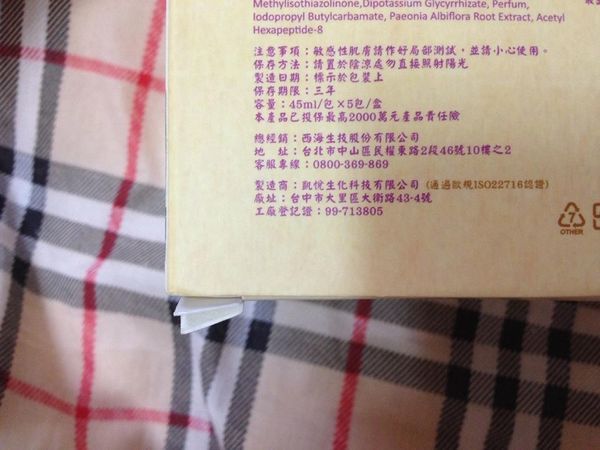 Methylisothiazolinone,Dipotassium Glycyrrhizate, Perfum,
Iodopropyl Butylcarbamate, Paeonia Albiflora Root Extract, Acetyl
Hexapeptide-8
注意事項：敏感性肌膚請作好局部測試，並請小心使用。
保存方法：請置於陰涼處勿直接照射陽光
製造日期：標示於包裝上
保存期限：三年
容量：45ml/包×5包/盒
本產品已投保最高2000萬元產品責任險
總經銷：西海生技股份有限公司
地　址：台北市中山區民權東路2段46號10樓之2
客服專線：0800-369-869
製造商：凱悅生化科技有限公司 (通過歐規ISO22716認證)
廠址：台中市大里區大衛路43-4號
工廠登記證：99-713805
7
OTHER